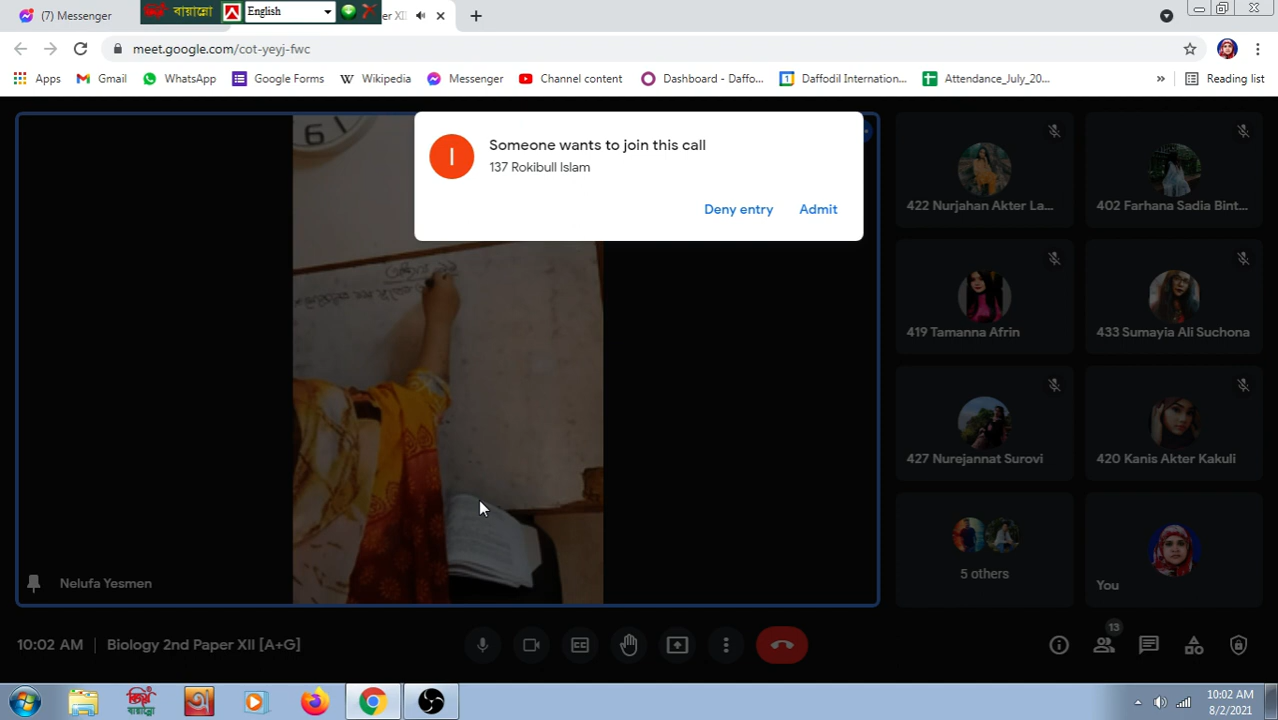 (7) Messenger
বায়ান্নো
English
er XII
meet.google.com/cot-yeyj-fwc
Apps
Gmail
WhatsApp
Google Forms
Wikipedia
Messenger
Channel content
Dashboard - Daffo...
Daffodil Internation...
Attendance_July_20...
»
Reading list
Someone wants to join this call
I
137 Rokibull Islam
Deny entry
Admit
422 Nurjahan Akter La...
402 Farhana Sadia Bint...
419 Tamanna Afrin
433 Sumayia Ali Suchona
427 Nurejannat Surovi
420 Kanis Akter Kakuli
5 others
You
Nelufa Yesmen
10:02 AM | Biology 2nd Paper XII [A+G]
13
10:02 AM
8/2/2021